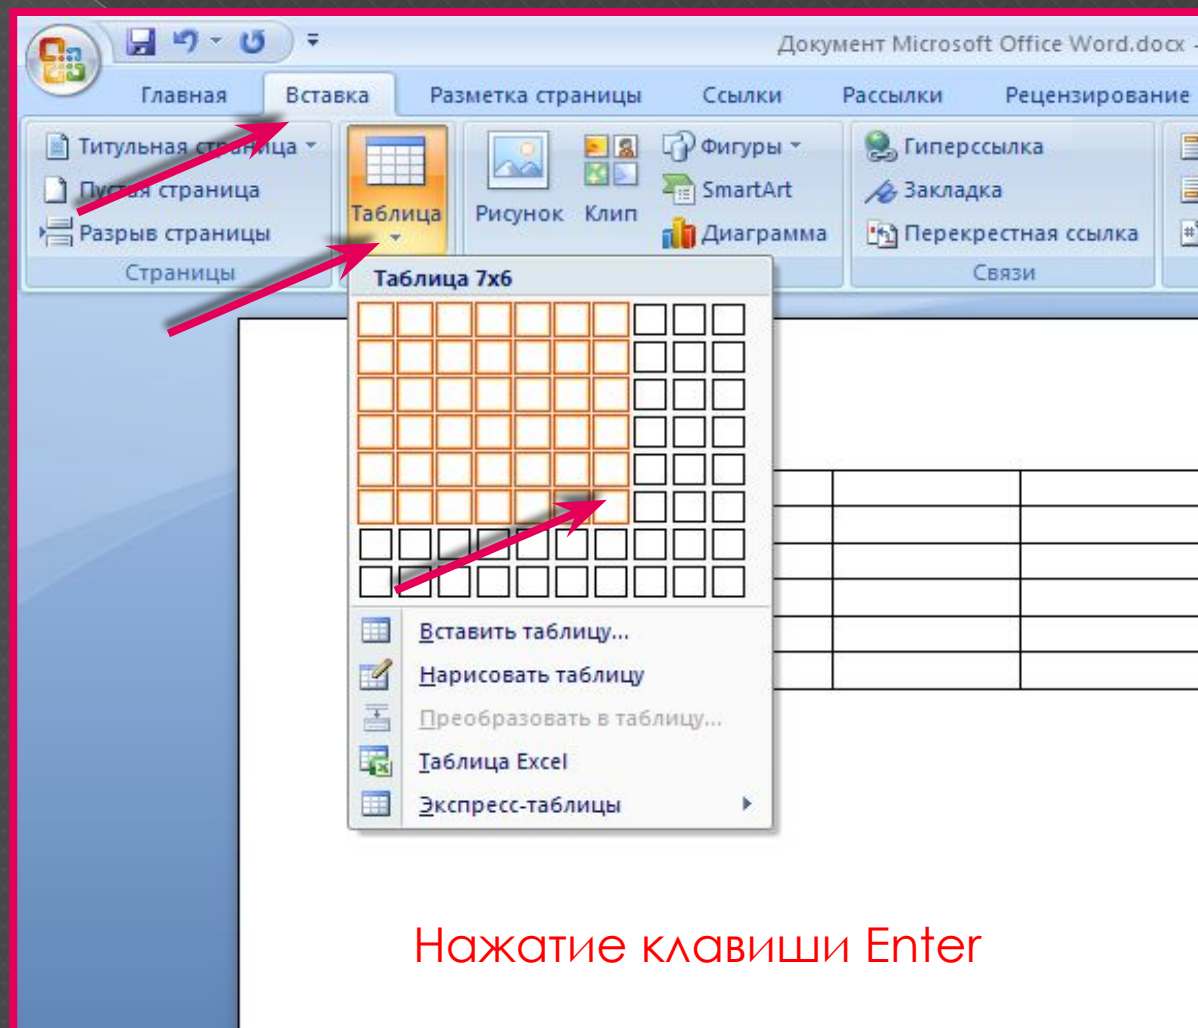 Документ Microsoft Office Word.docx -
Главная Вставка Разметка страницы Ссылки Рассылки Рецензирование
Титульная страница
Пустая страница
Разрыв страницы
Страницы
Таблица
Рисунок
Клип
Фигуры
SmartArt
Диаграмма
Гиперссылка
Закладка
Перекрестная ссылка
Связи
Таблица 7x6
Вставить таблицу...
Нарисовать таблицу
Преобразовать в таблицу...
Таблица Excel
Экспресс-таблицы
Нажатие клавиши Enter